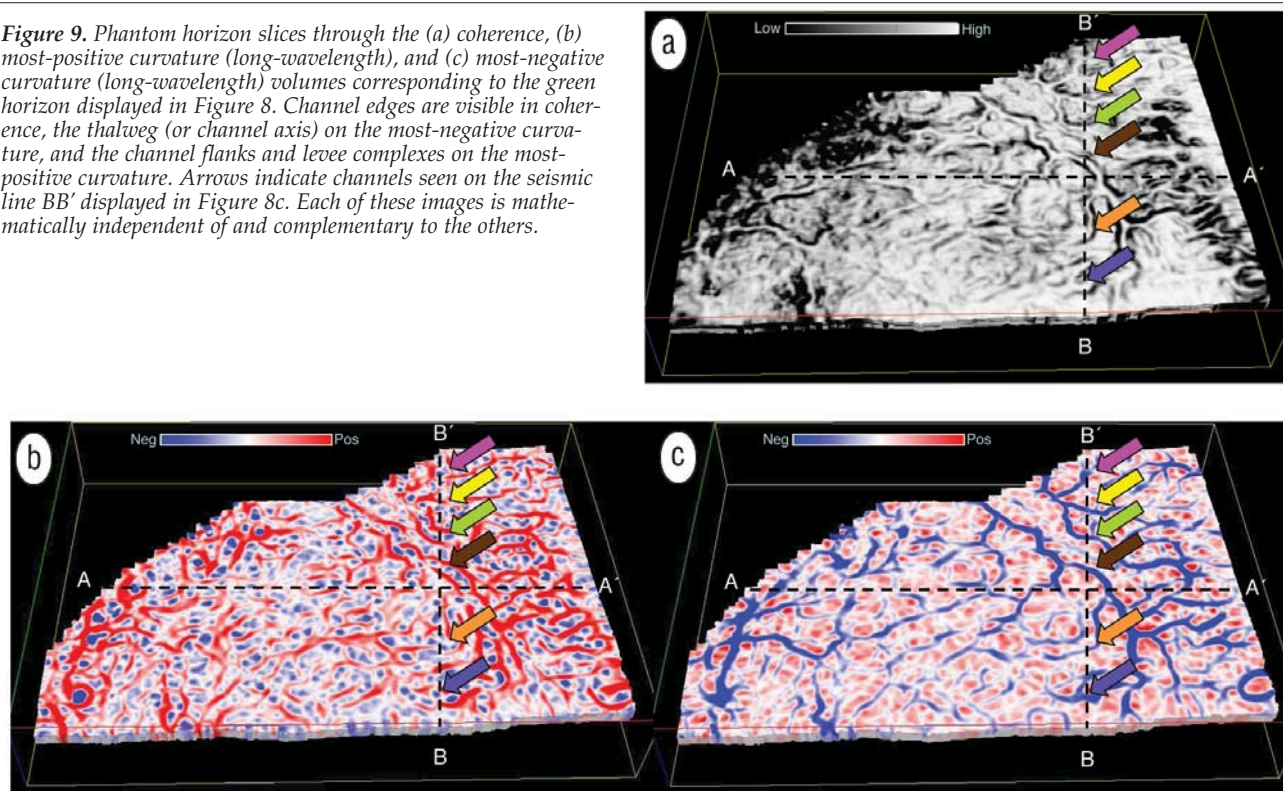 Figure 9. Phantom horizon slices through the (a) coherence, (b)
most-positive curvature (long-wavelength), and (c) most-negative
curvature (long-wavelength) volumes corresponding to the green
horizon displayed in Figure 8. Channel edges are visible in coher-
ence, the thalweg (or channel axis) on the most-negative curva-
ture, and the channel flanks and levee complexes on the most-
positive curvature. Arrows indicate channels seen on the seismic
line BB′ displayed in Figure 8c. Each of these images is mathe-
matically independent of and complementary to the others.
a
Low High
B′
A A′
B
b
Neg Pos
B′
A A′
B
c
Neg Pos
B′
A A′
B